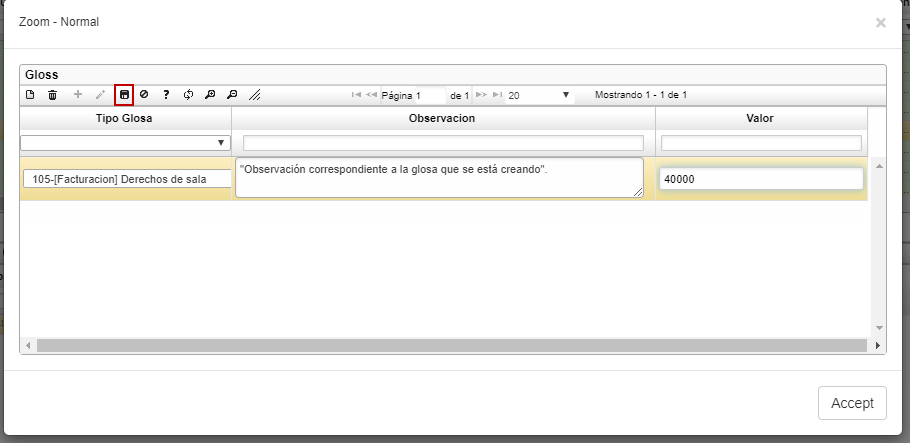 Zoom - Normal
×
Gloss
Página 1 de 1 20 Mostrando 1 - 1 de 1
Tipo Glosa Observacion Valor
105-[Facturacion] Derechos de sala "Observación correspondiente a la glosa que se está creando". 40000
Accept